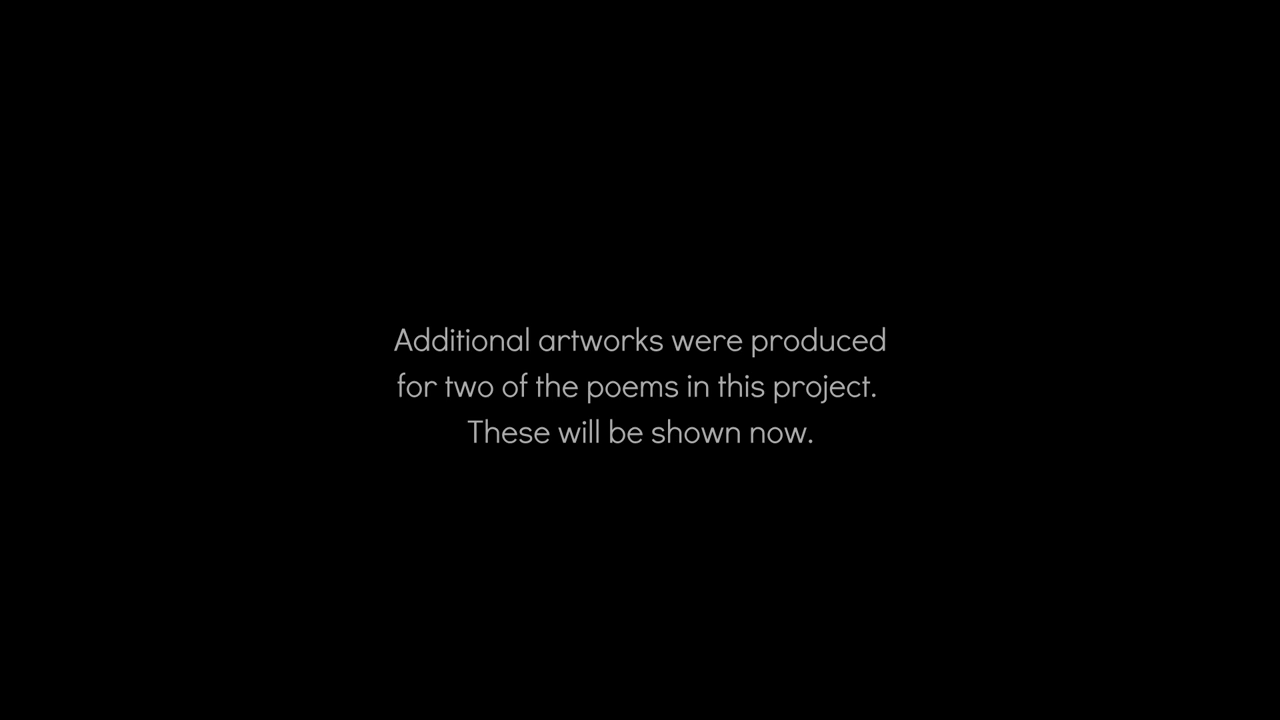 Additional artworks were produced
for two of the poems in this project.
These will be shown now.